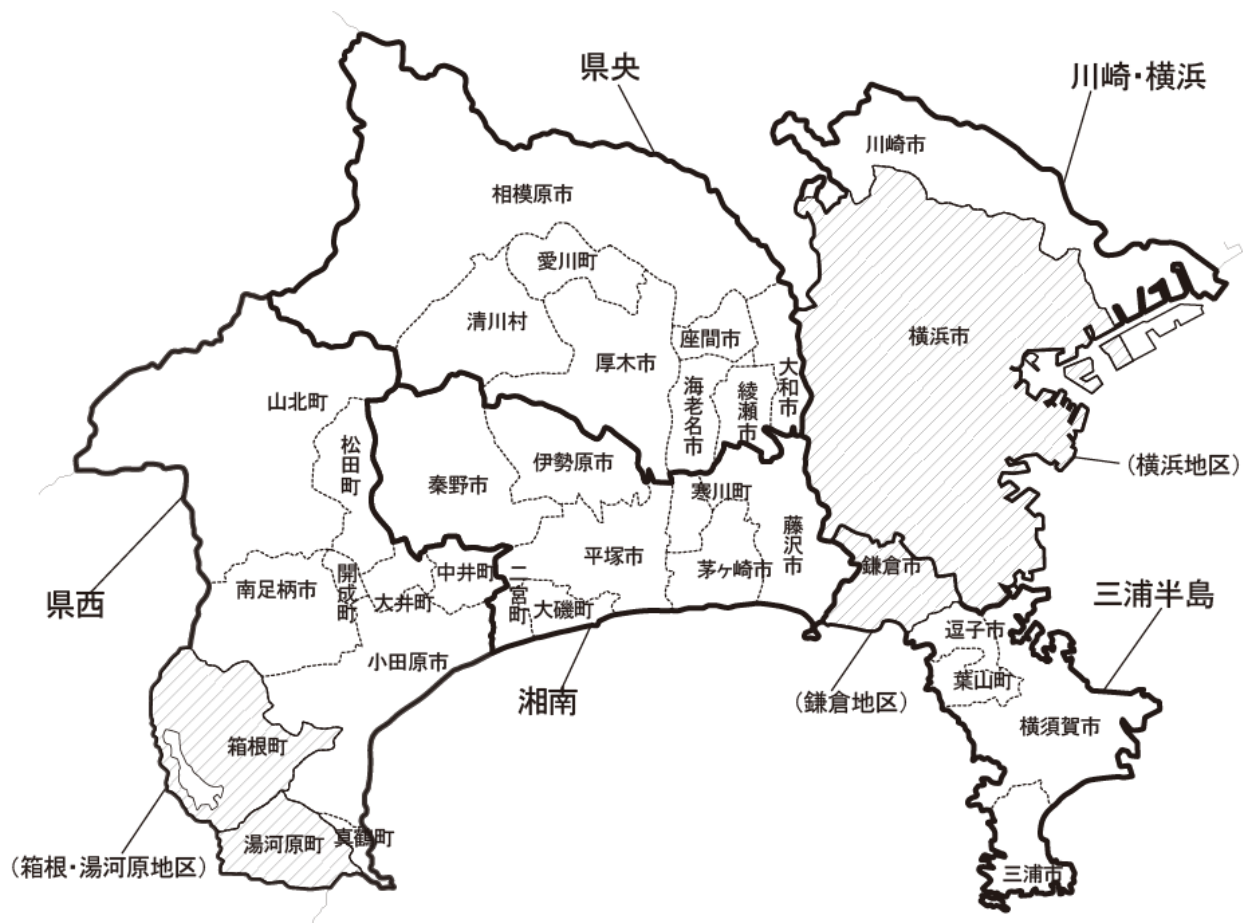 県央
川崎・横浜
川崎市
相模原市
愛川町
清川村
座間市
横浜市
厚木市
大和市
海老名市
綾瀬市
山北町
松田町
伊勢原市
(横浜地区)
秦野市
寒川町
藤沢市
平塚市
鎌倉市
中井町
茅ヶ崎市
南足柄市
開成町
二宮町
県西
大井町
大磯町
三浦半島
逗子市
小田原市
葉山町
湘南
(鎌倉地区)
横須賀市
箱根町
真鶴町
湯河原町
(箱根・湯河原地区)
三浦市